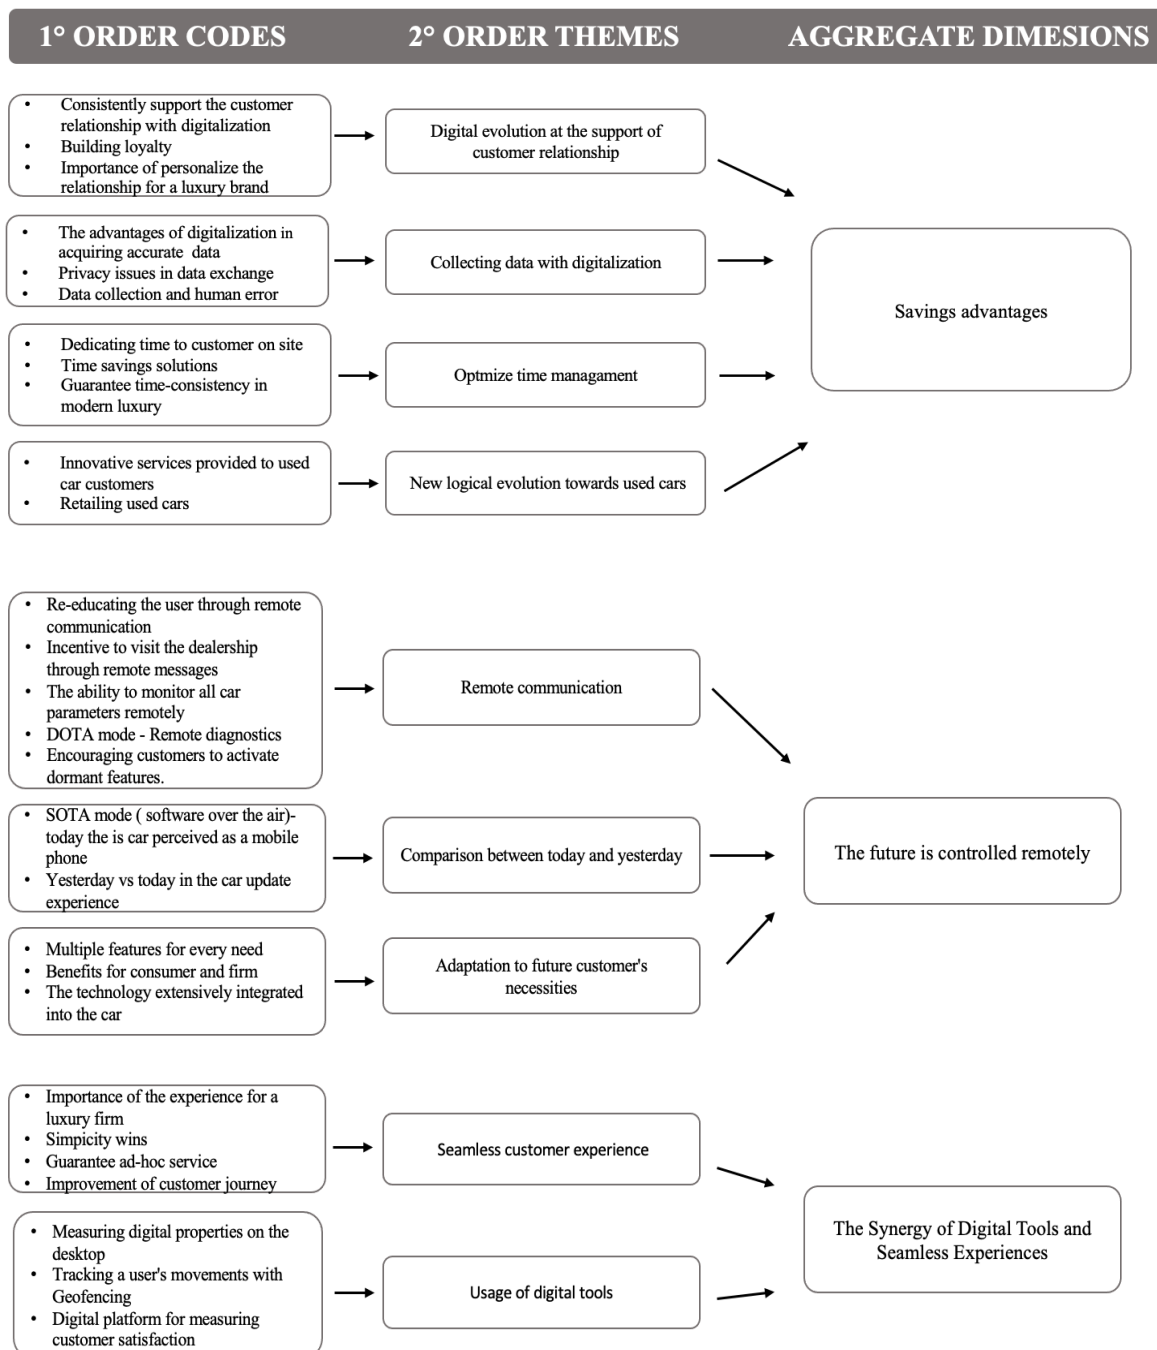 1° ORDER CODES
2° ORDER THEMES
AGGREGATE DIMESIONS
• Consistently support the customer
relationship with digitalization
• Building loyalty
• Importance of personalize the
relationship for a luxury brand
Digital evolution at the support of
customer relationship
• The advantages of digitalization in
acquiring accurate data
• Privacy issues in data exchange
• Data collection and human error
Collecting data with digitalization
• Dedicating time to customer on site
• Time savings solutions
• Guarantee time-consistency in
modern luxury
Optmize time managament
• Innovative services provided to used
car customers
• Retailing used cars
New logical evolution towards used cars
Savings advantages
• Re-educating the user through remote
communication
• Incentive to visit the dealership
through remote messages
• The ability to monitor all car
parameters remotely
• DOTA mode - Remote diagnostics
• Encouraging customers to activate
dormant features.
Remote communication
• SOTA mode ( software over the air)-
today the is car perceived as a mobile
phone
• Yesterday vs today in the car update
experience
Comparison between today and yesterday
• Multiple features for every need
• Benefits for consumer and firm
• The technology extensively integrated
into the car
Adaptation to future customer's
necessities
The future is controlled remotely
• Importance of the experience for a
luxury firm
• Simpicity wins
• Guarantee ad-hoc service
• Improvement of customer journey
Seamless customer experience
• Measuring digital properties on the
desktop
• Tracking a user's movements with
Geofencing
• Digital platform for measuring
customer satisfaction
Usage of digital tools
The Synergy of Digital Tools and
Seamless Experiences